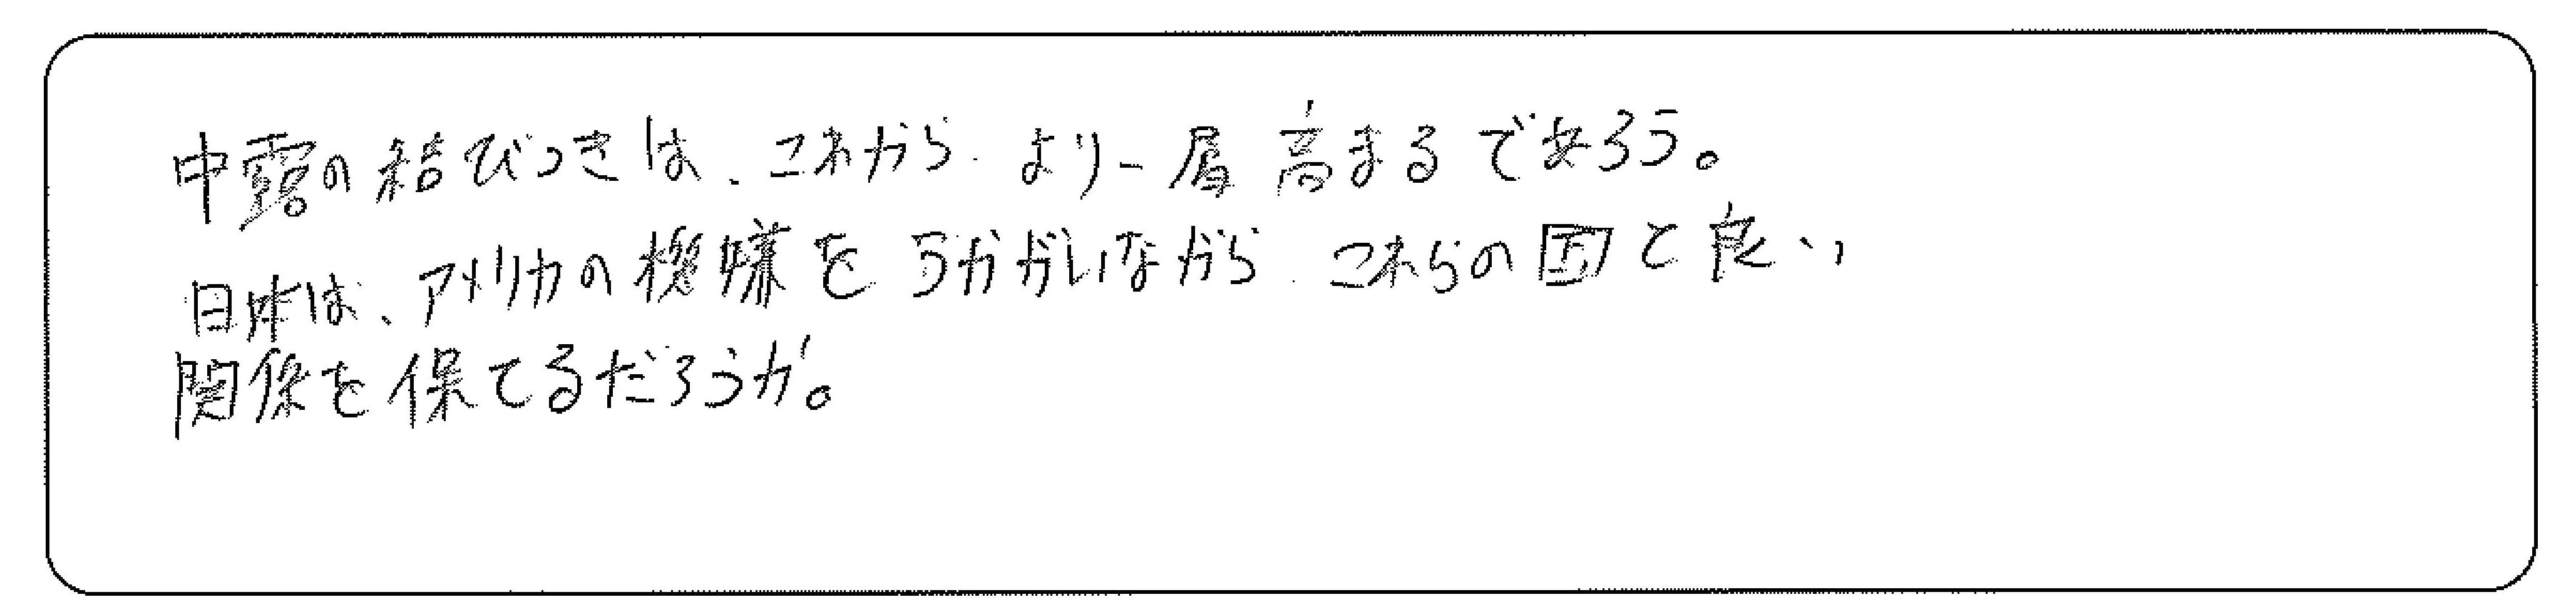 中露の結びつきは、これから より一層 高まるであろう。
日本は、アメリカの機嫌を うかがいながら これらの国と良い
関係を保てるだろうか。